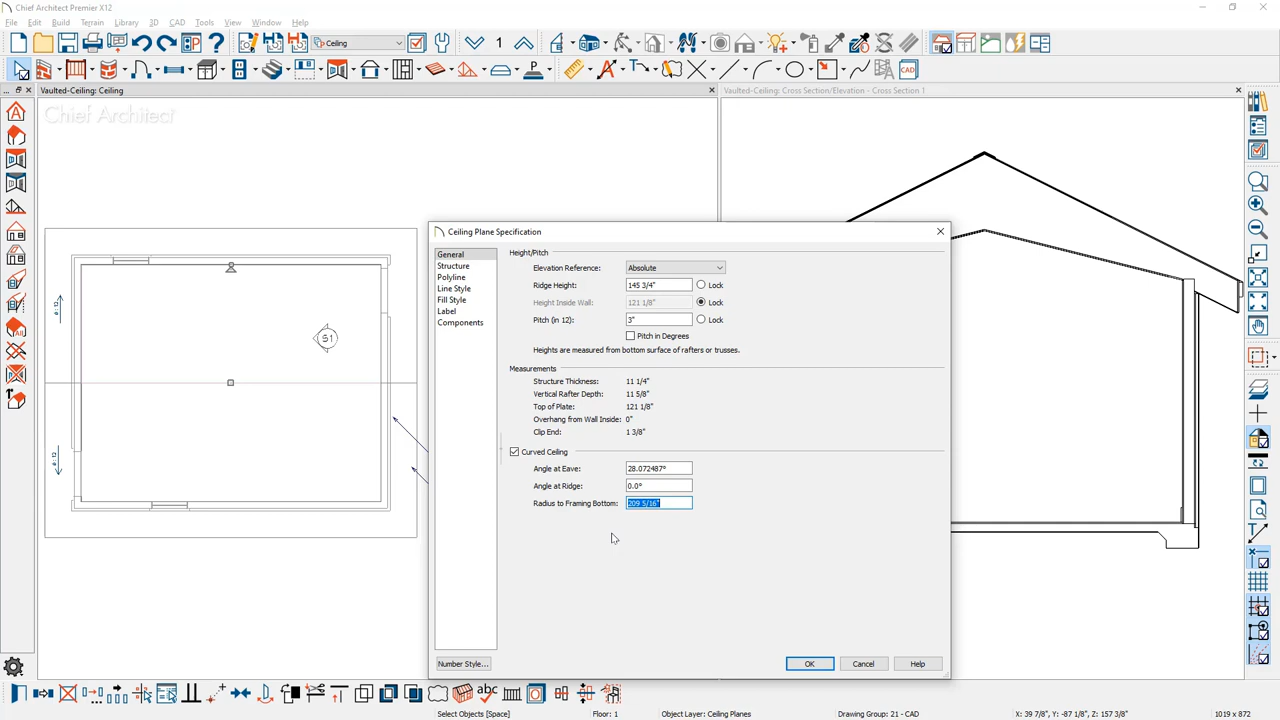 Chief Architect Premier X12
File Edit Build Terrain Library 3D CAD Tools View Window Help
Ceiling
1
CAD
Vaulted-Ceiling: Ceiling
Vaulted-Ceiling: Cross Section/Elevation - Cross Section 1
Chief Architect
S1
Ceiling Plane Specification
General
Structure
Polyline
Line Style
Fill Style
Label
Components
Height/Pitch
Elevation Reference: Absolute
Ridge Height: 145 3/4" Lock
Height Inside Wall: 121 1/8" Lock
Pitch (in 12): 3" Lock
Pitch in Degrees
Heights are measured from bottom surface of rafters or trusses.
Measurements
Structure Thickness: 11 1/4"
Vertical Rafter Depth: 11 5/8"
Top of Plate: 121 1/8"
Overhang from Wall Inside: 0"
Clip End: 1 3/8"
Curved Ceiling
Angle at Eave: 28.072487°
Angle at Ridge: 0.0°
Radius to Framing Bottom: 209 5/16"
Number Style...
OK
Cancel
Help
abc
Select Objects [Space]
Floor: 1
Object Layer: Ceiling Planes
Drawing Group: 21 - CAD
X: 39 7/8", Y: -87 1/8", Z: 157 3/8"
1019 x 872